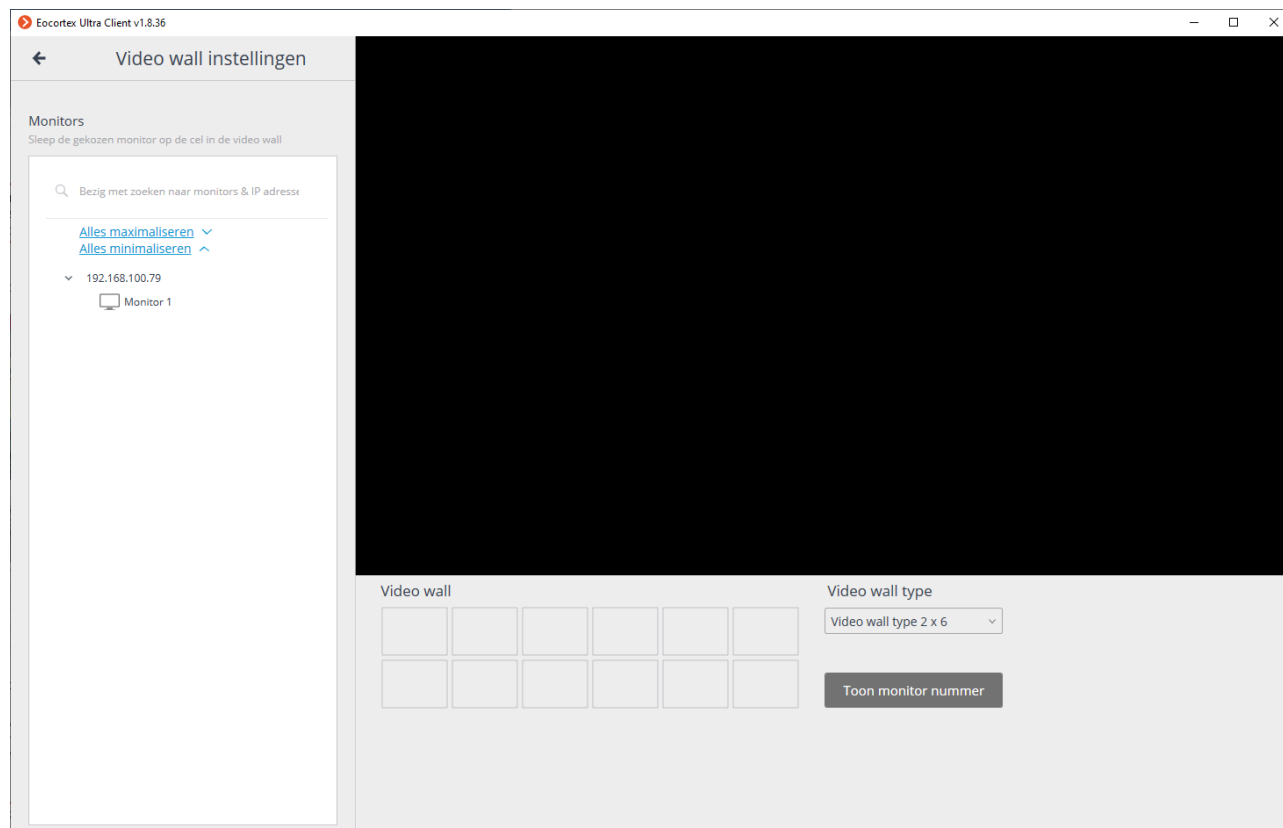 Eocortex Ultra Client v1.8.36
Video wall instellingen
Monitors
Sleep de gekozen monitor op de cel in de video wall
Bezig met zoeken naar monitors & IP adresse
Alles maximaliseren
Alles minimaliseren
192.168.100.79
Monitor 1
Video wall
Video wall type
Video wall type 2 x 6
Toon monitor nummer